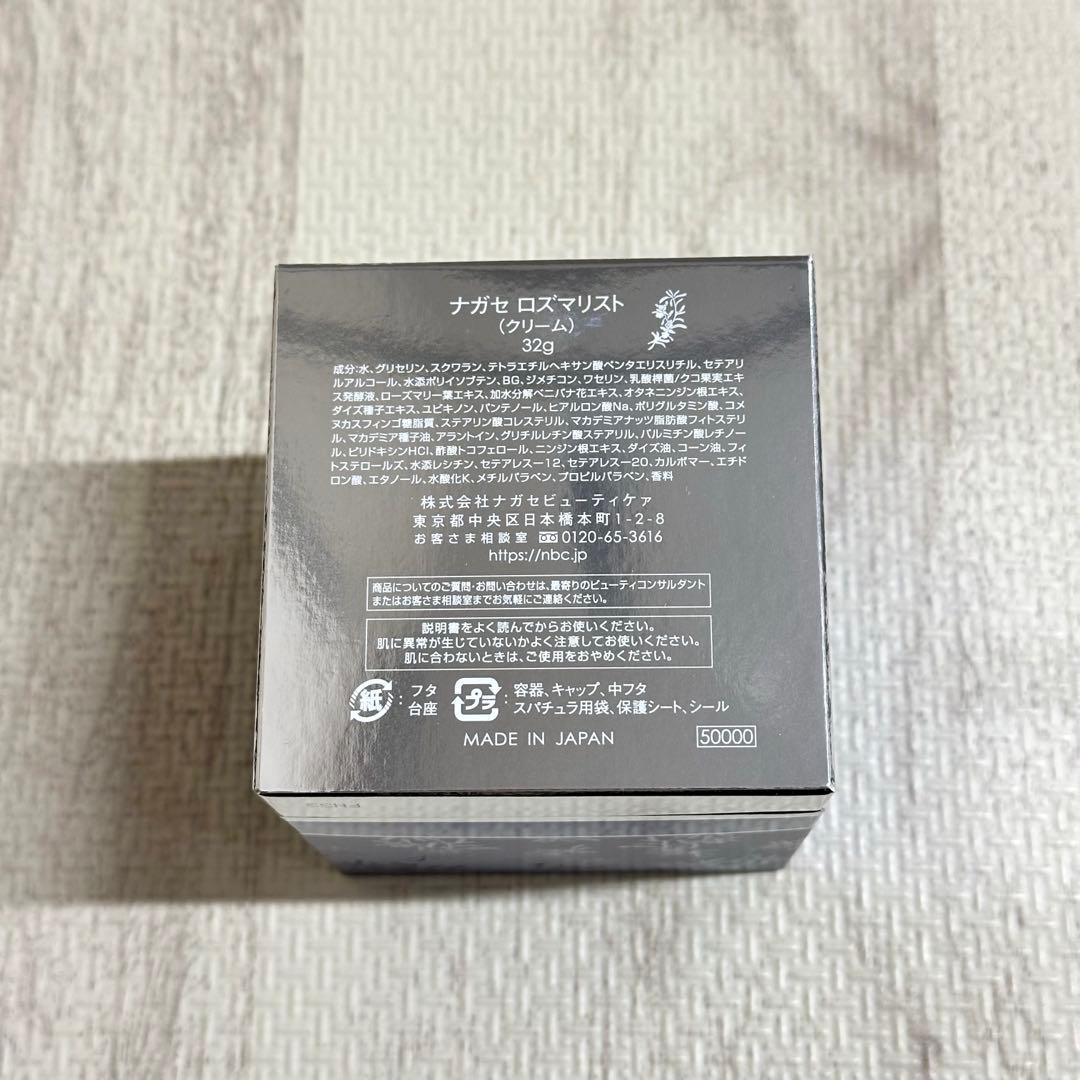 ナガセ ロズマリスト
(クリーム)
32g
成分:水、グリセリン、スクワラン、テトラエチルヘキサン酸ペンタエリスリチル、セテアリ
ルアルコール、水添ポリイソブテン、BG、ジメチコン、ワセリン、乳酸桿菌/クコ果実エキ
ス発酵液、ローズマリー葉エキス、加水分解ベニバナ花エキス、オタネニンジン根エキス、
ダイズ種子エキス、ユビキノン、パンテノール、ヒアルロン酸Na、ポリグルタミン酸、コメ
ヌカスフィンゴ糖脂質、ステアリン酸コレステリル、マカデミアナッツ脂肪酸フィトステリ
ル、マカデミア種子油、アラントイン、グリチルレチン酸ステアリル、パルミチン酸レチノー
ル、ピリドキシンHCl、酢酸トコフェロール、ニンジン根エキス、ダイズ油、コーン油、フィ
トステロールズ、水添レシチン、セテアレス-12、セテアレス-20、カルボマー、エチド
ロン酸、エタノール、水酸化K、メチルパラベン、プロピルパラベン、香料
株式会社ナガセビューティケァ
東京都中央区日本橋本町1-2-8
お客さま相談室 0120-65-3616
https://nbc.jp
商品についてのご質問・お問い合わせは、最寄りのビューティコンサルタント
またはお客さま相談室までお気軽にご連絡ください。
説明書をよく読んでからお使いください。
肌に異常が生じていないかよく注意してお使いください。
肌に合わないときは、ご使用をおやめください。
紙 : フタ 台座
プラ : 容器、キャップ、中フタ
スパチュラ用袋、保護シート、シール
MADE IN JAPAN 50000